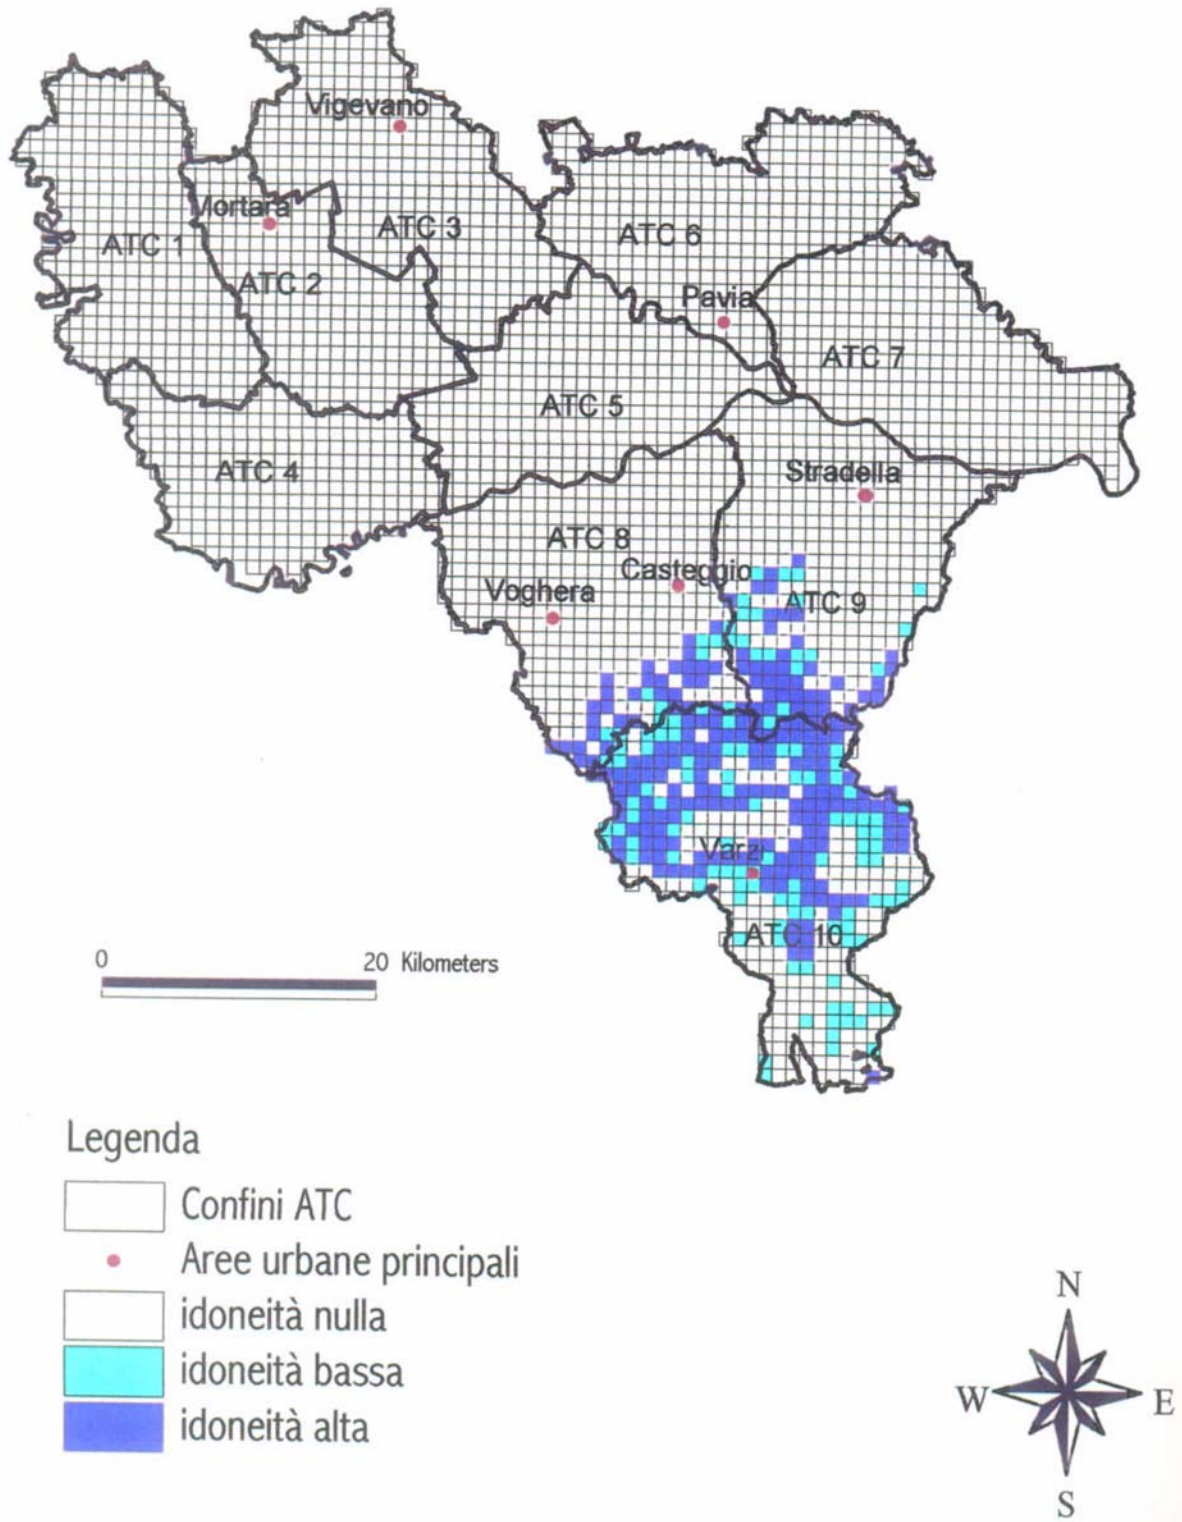 Vigevano
Mortara
ATC 1
ATC 2
ATC 3
ATC 6
Pavia
ATC 7
ATC 5
ATC 4
Stradella
ATC 8
Casteggio
Voghera
ATC 9
Varzi
ATC 10
0 20 Kilometers
Legenda
Confini ATC
Aree urbane principali
idoneità nulla
idoneità bassa
idoneità alta
N
W E
S